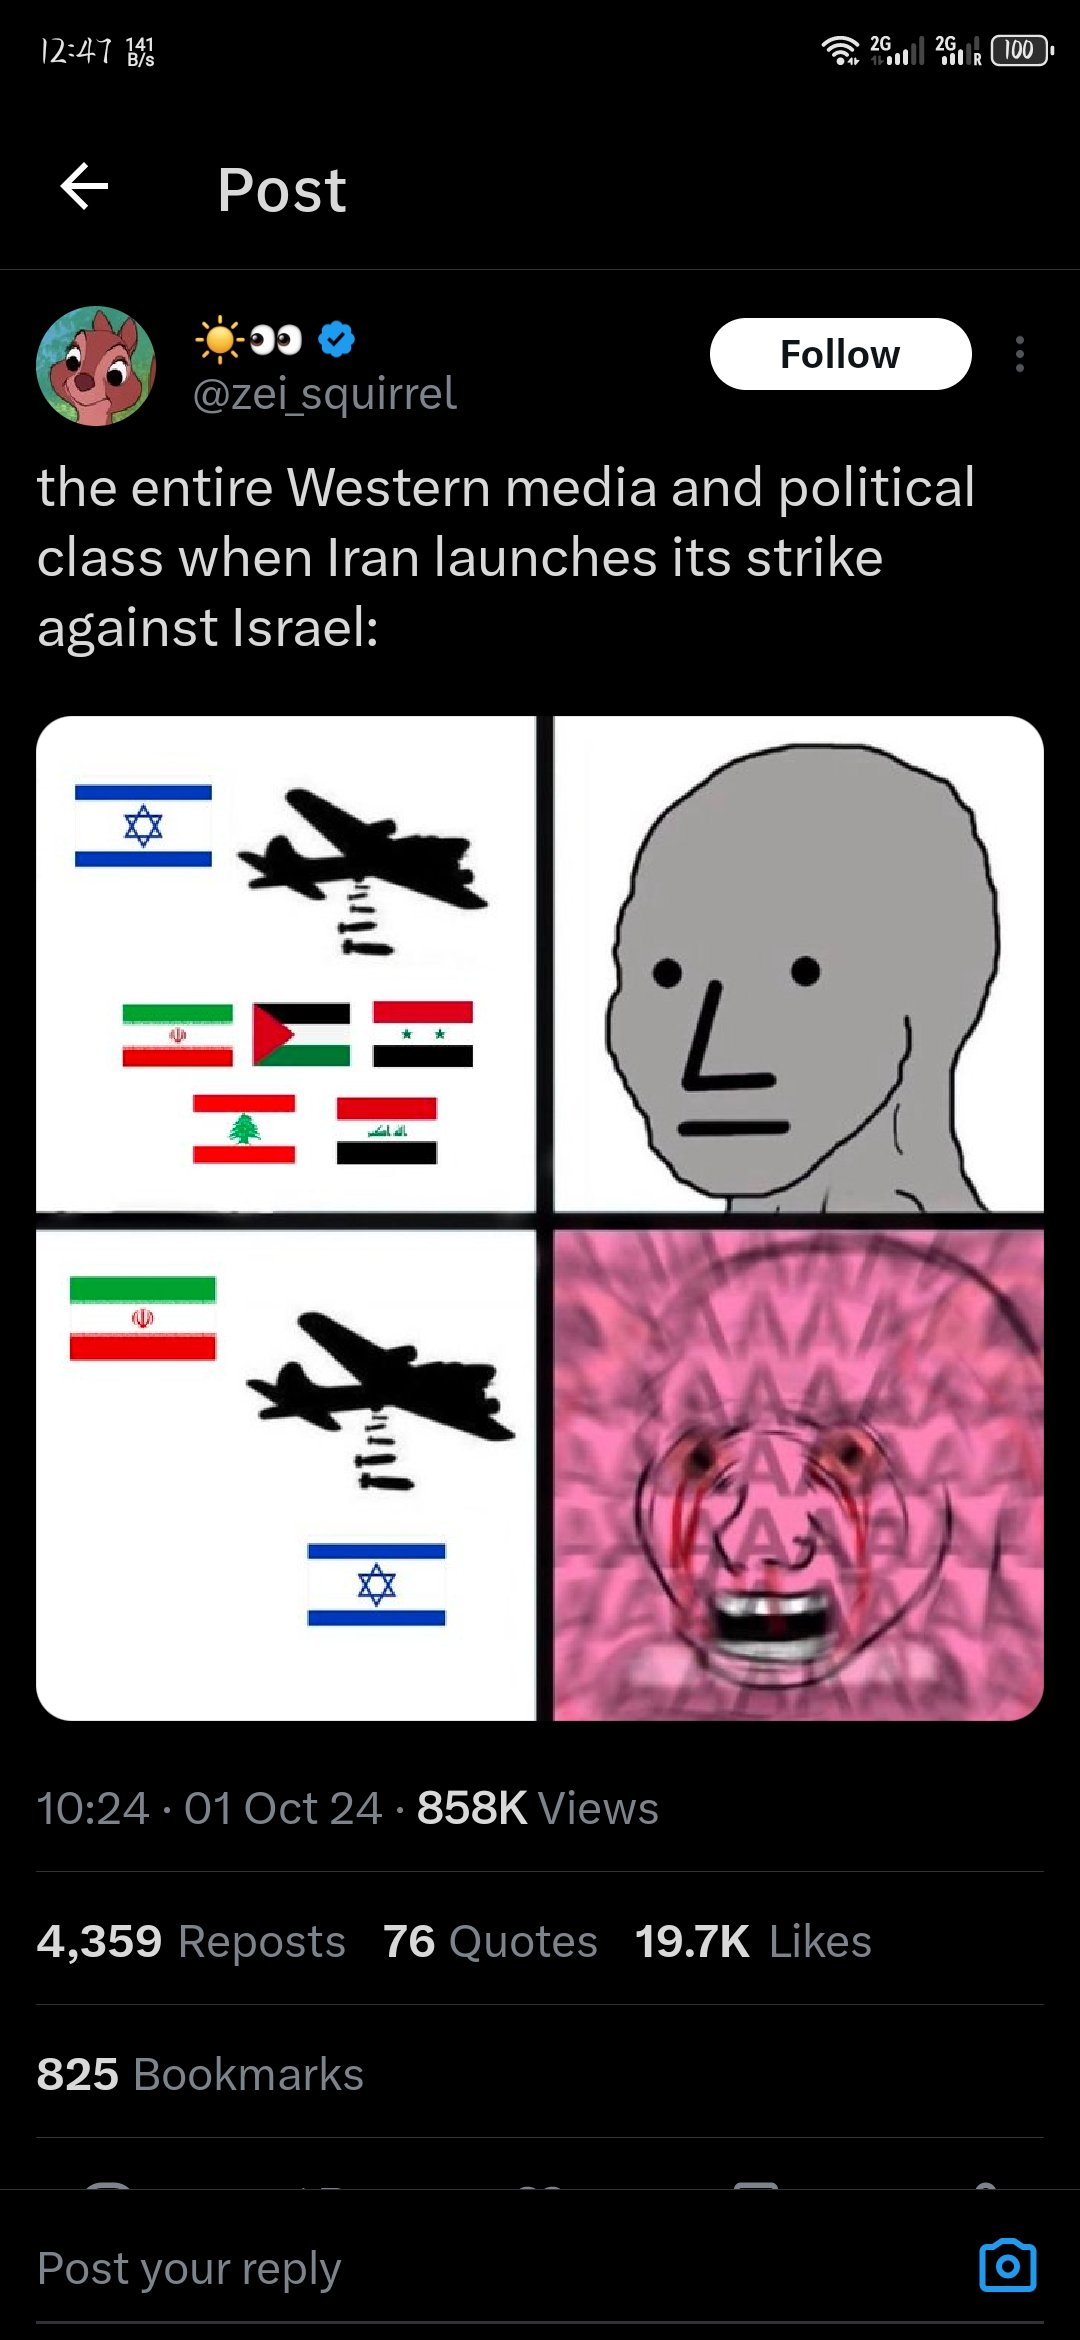 12:47 141 B/s 2G 2G R 100
Post
@zei_squirrel
Follow
the entire Western media and political
class when Iran launches its strike
against Israel:
10:24 · 01 Oct 24 · 858K Views
4,359 Reposts 76 Quotes 19.7K Likes
825 Bookmarks
Post your reply